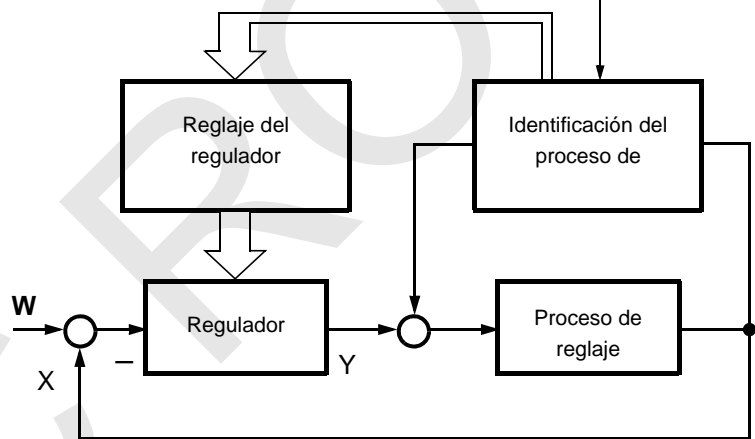 Reglaje del
regulador
Identificación del
proceso de
W
Regulador
Proceso de
reglaje
X
–
Y